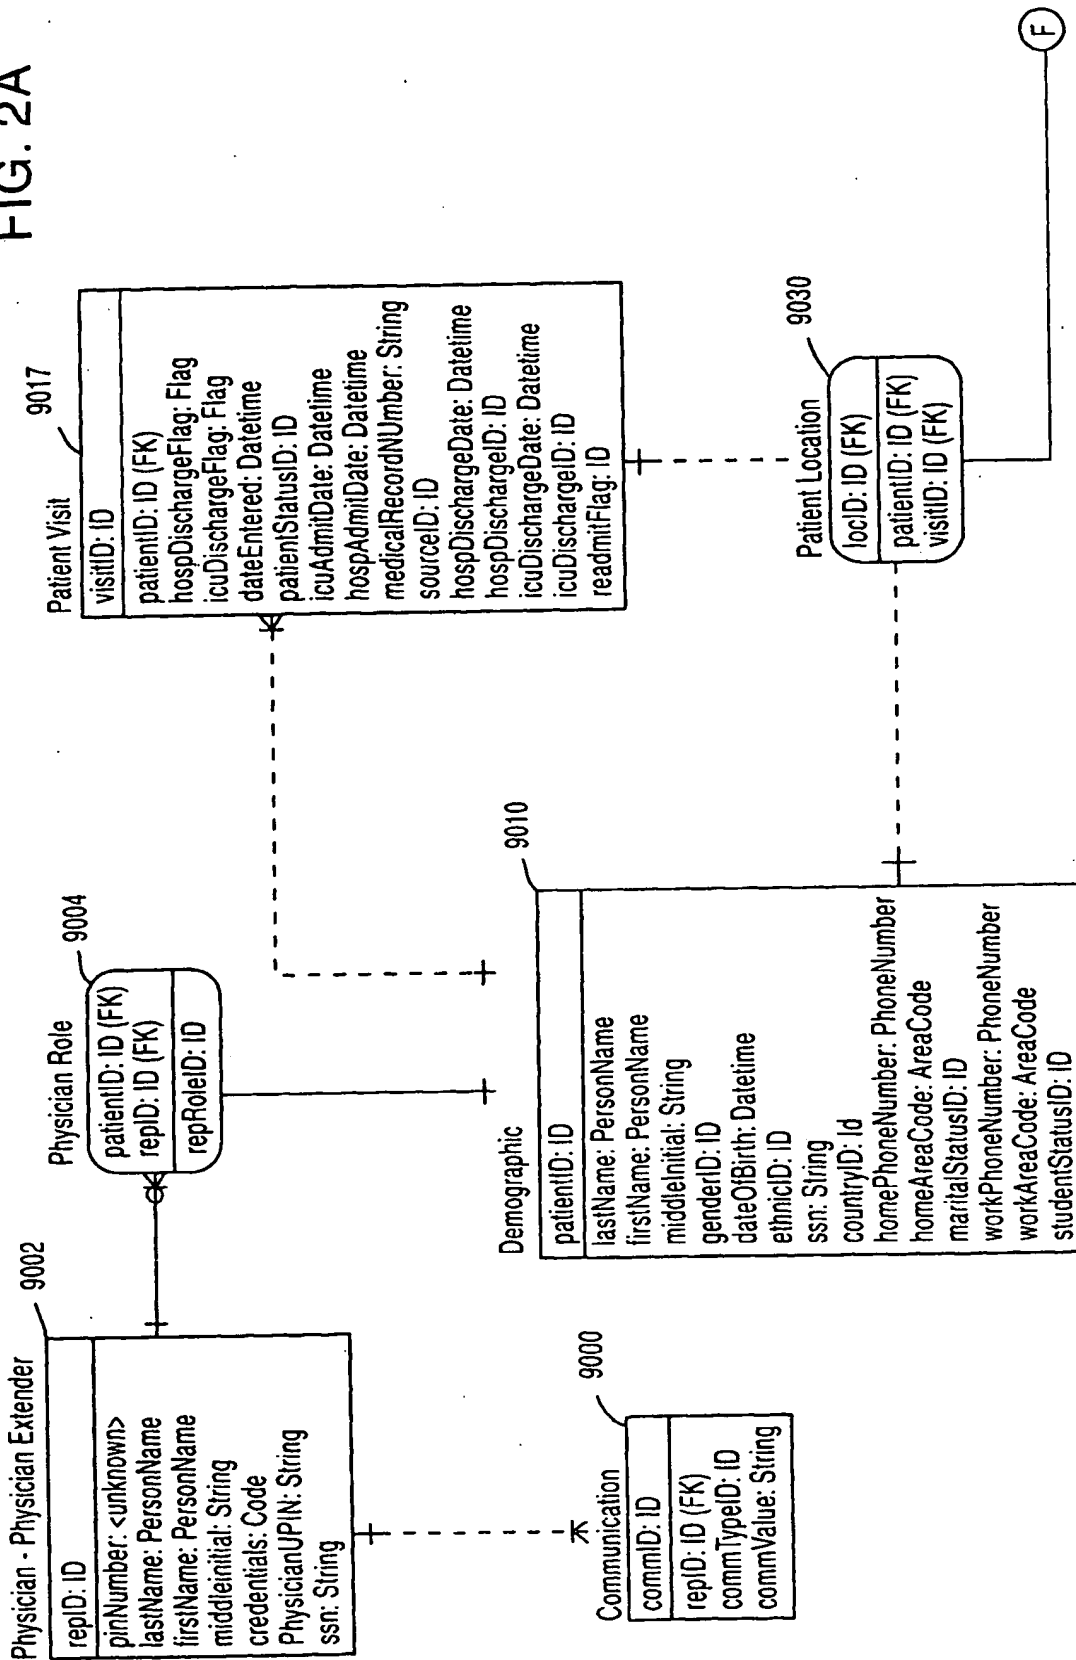 FIG. 2A
Physician - Physician Extender
9002
repID: ID
pinNumber: <unknown>
lastName: PersonName
firstName: PersonName
middleinitial: String
credentials: Code
PhysicianUPIN: String
ssn: String
Physician Role
9004
patientID: ID (FK)
repID: ID (FK)
repRoleID: ID
Patient Visit
9017
visitID: ID
patientID: ID (FK)
hospDischargeFlag: Flag
icuDischargeFlag: Flag
dateEntered: Datetime
patientStatusID: ID
icuAdmitDate: Datetime
hospAdmitDate: Datetime
medicalRecordNUmber: String
sourceID: ID
hospDischargeDate: Datetime
hospDischargeID: ID
icuDischargeDate: Datetime
icuDischargeID: ID
readmitFlag: ID
Communication
9000
commID: ID
repID: ID (FK)
commTypeID: ID
commValue: String
Demographic
9010
patientID: ID
lastName: PersonName
firstName: PersonName
middleInitial: String
genderID: ID
dateOfBirth: Datetime
ethnicID: ID
ssn: String
countryID: Id
homePhoneNumber: PhoneNumber
homeAreaCode: AreaCode
maritalStatusID: ID
workPhoneNumber: PhoneNumber
workAreaCode: AreaCode
studentStatusID: ID
Patient Location
9030
locID: ID (FK)
patientID: ID (FK)
visitID: ID (FK)
F